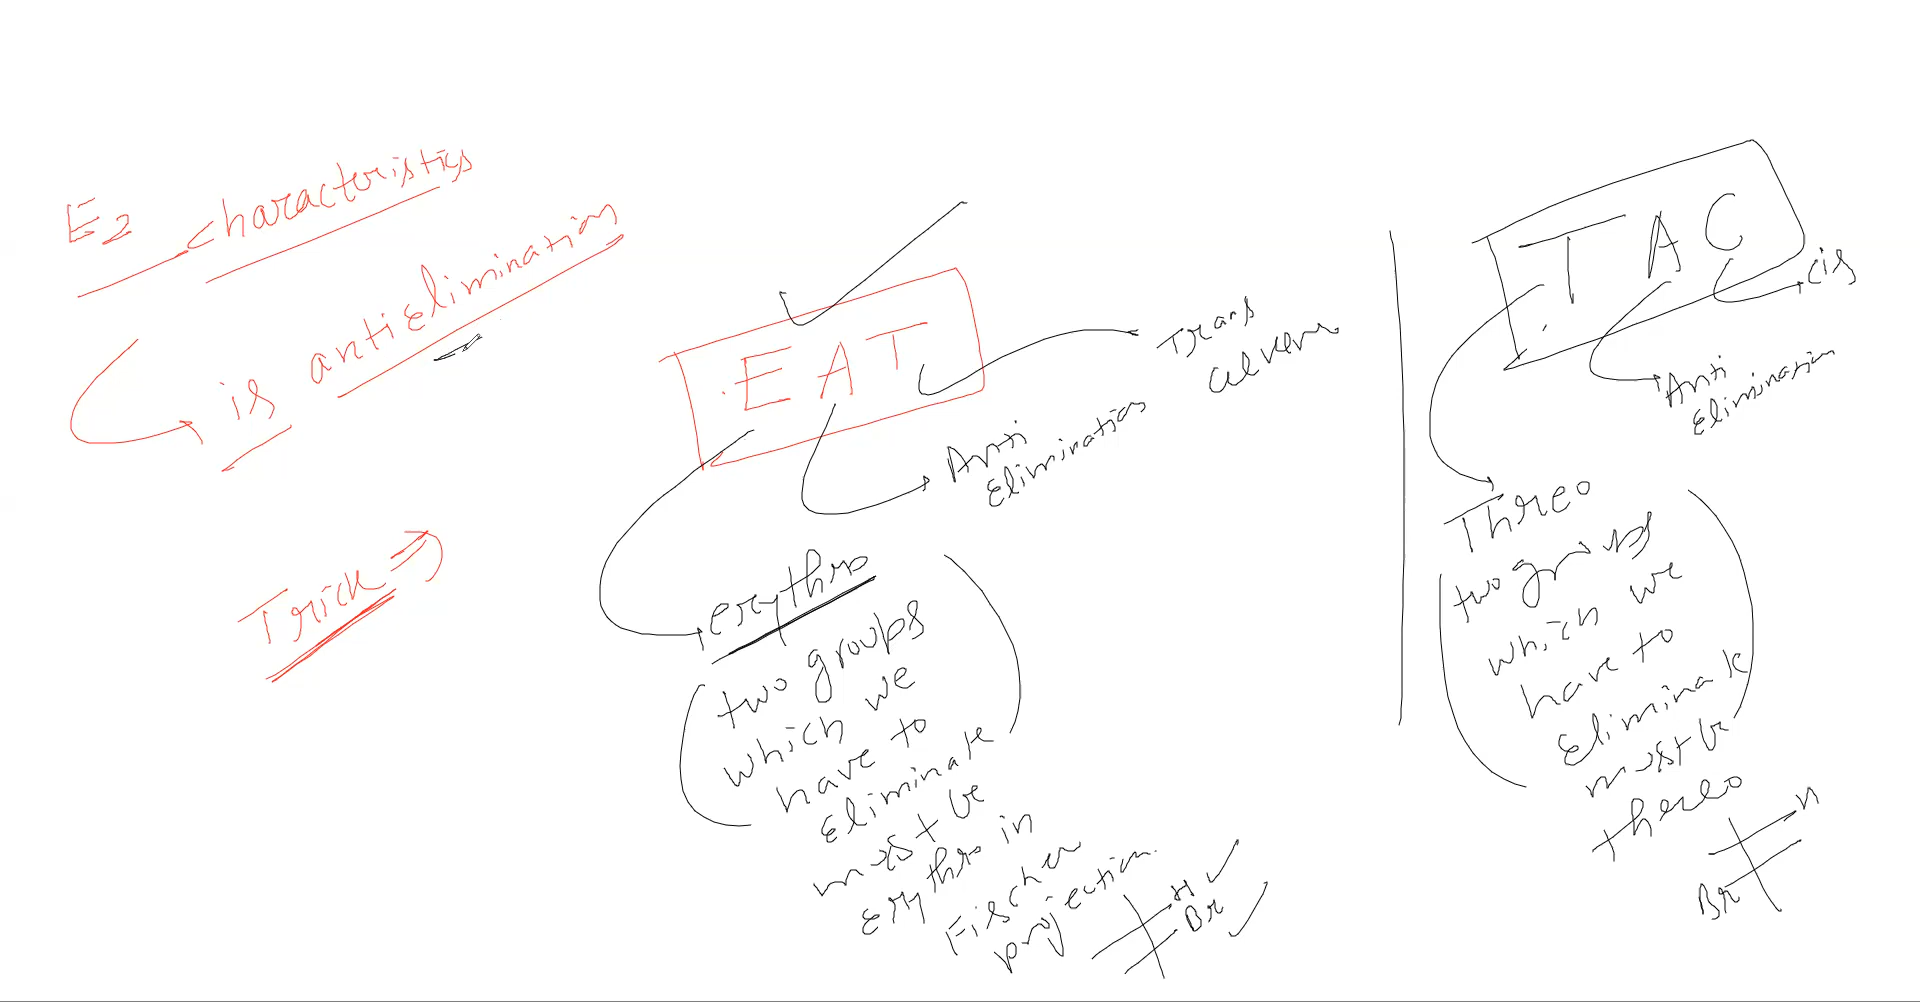 E2 characteristics
is antiElimination
Trick ⇒
EAT
Trans
alkene
Anti
Elimination
erythro
two groups
which we
have to
Eliminate
must be
erythro in
Fischer
projection.
H
Br
TAC
cis
Anti
Elimination
Threo
two groups
which we
have to
Eliminate
must be
threo
H
Br